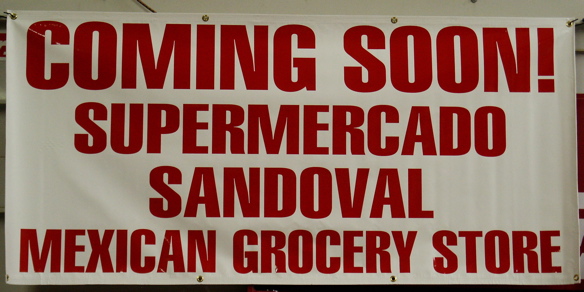 COMING SOON!
SUPERMERCADO
SANDOVAL
MEXICAN GROCERY STORE